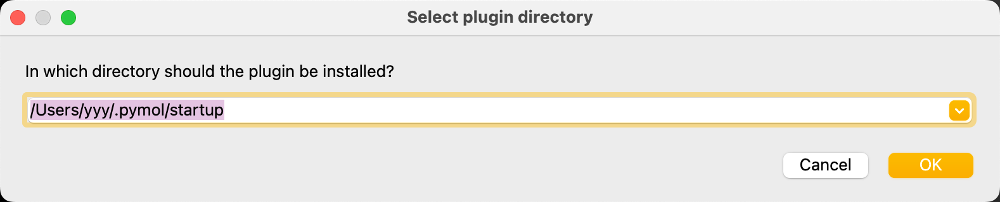 Select plugin directory
In which directory should the plugin be installed?
/Users/yyy/.pymol/startup
Cancel
OK